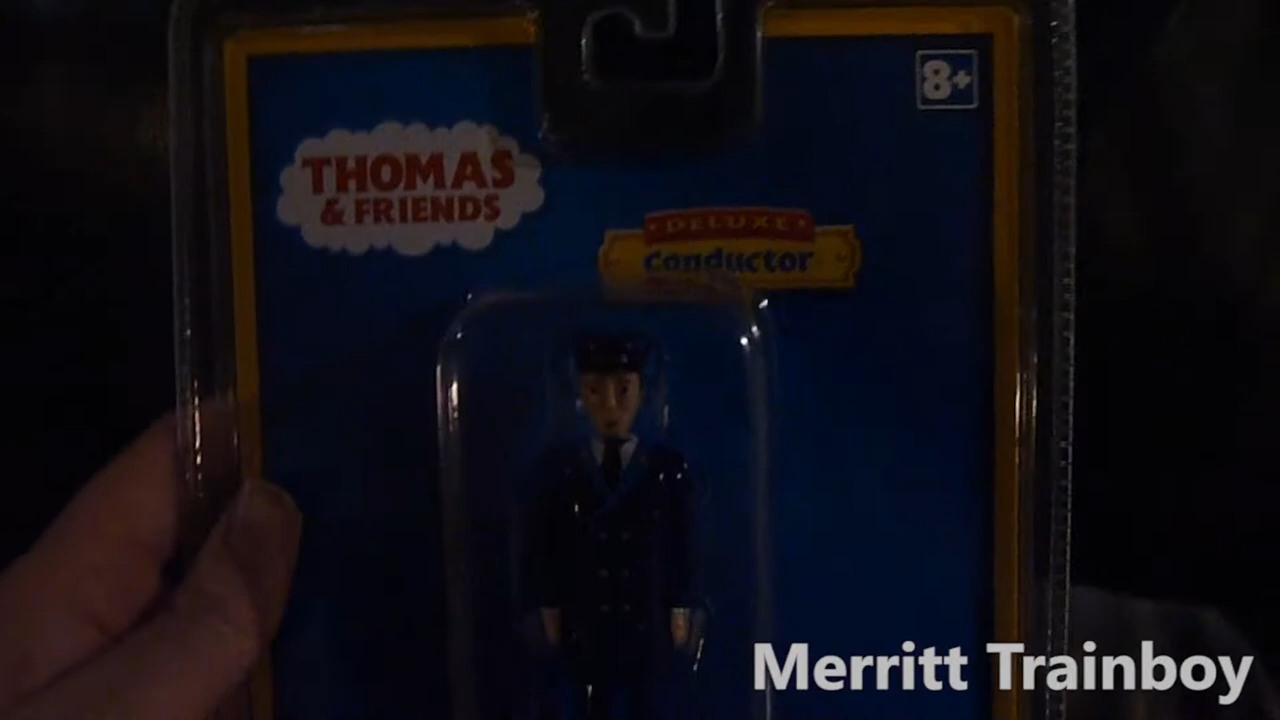 8+
THOMAS
& FRIENDS
DELUXE
conductor
Merritt Trainboy